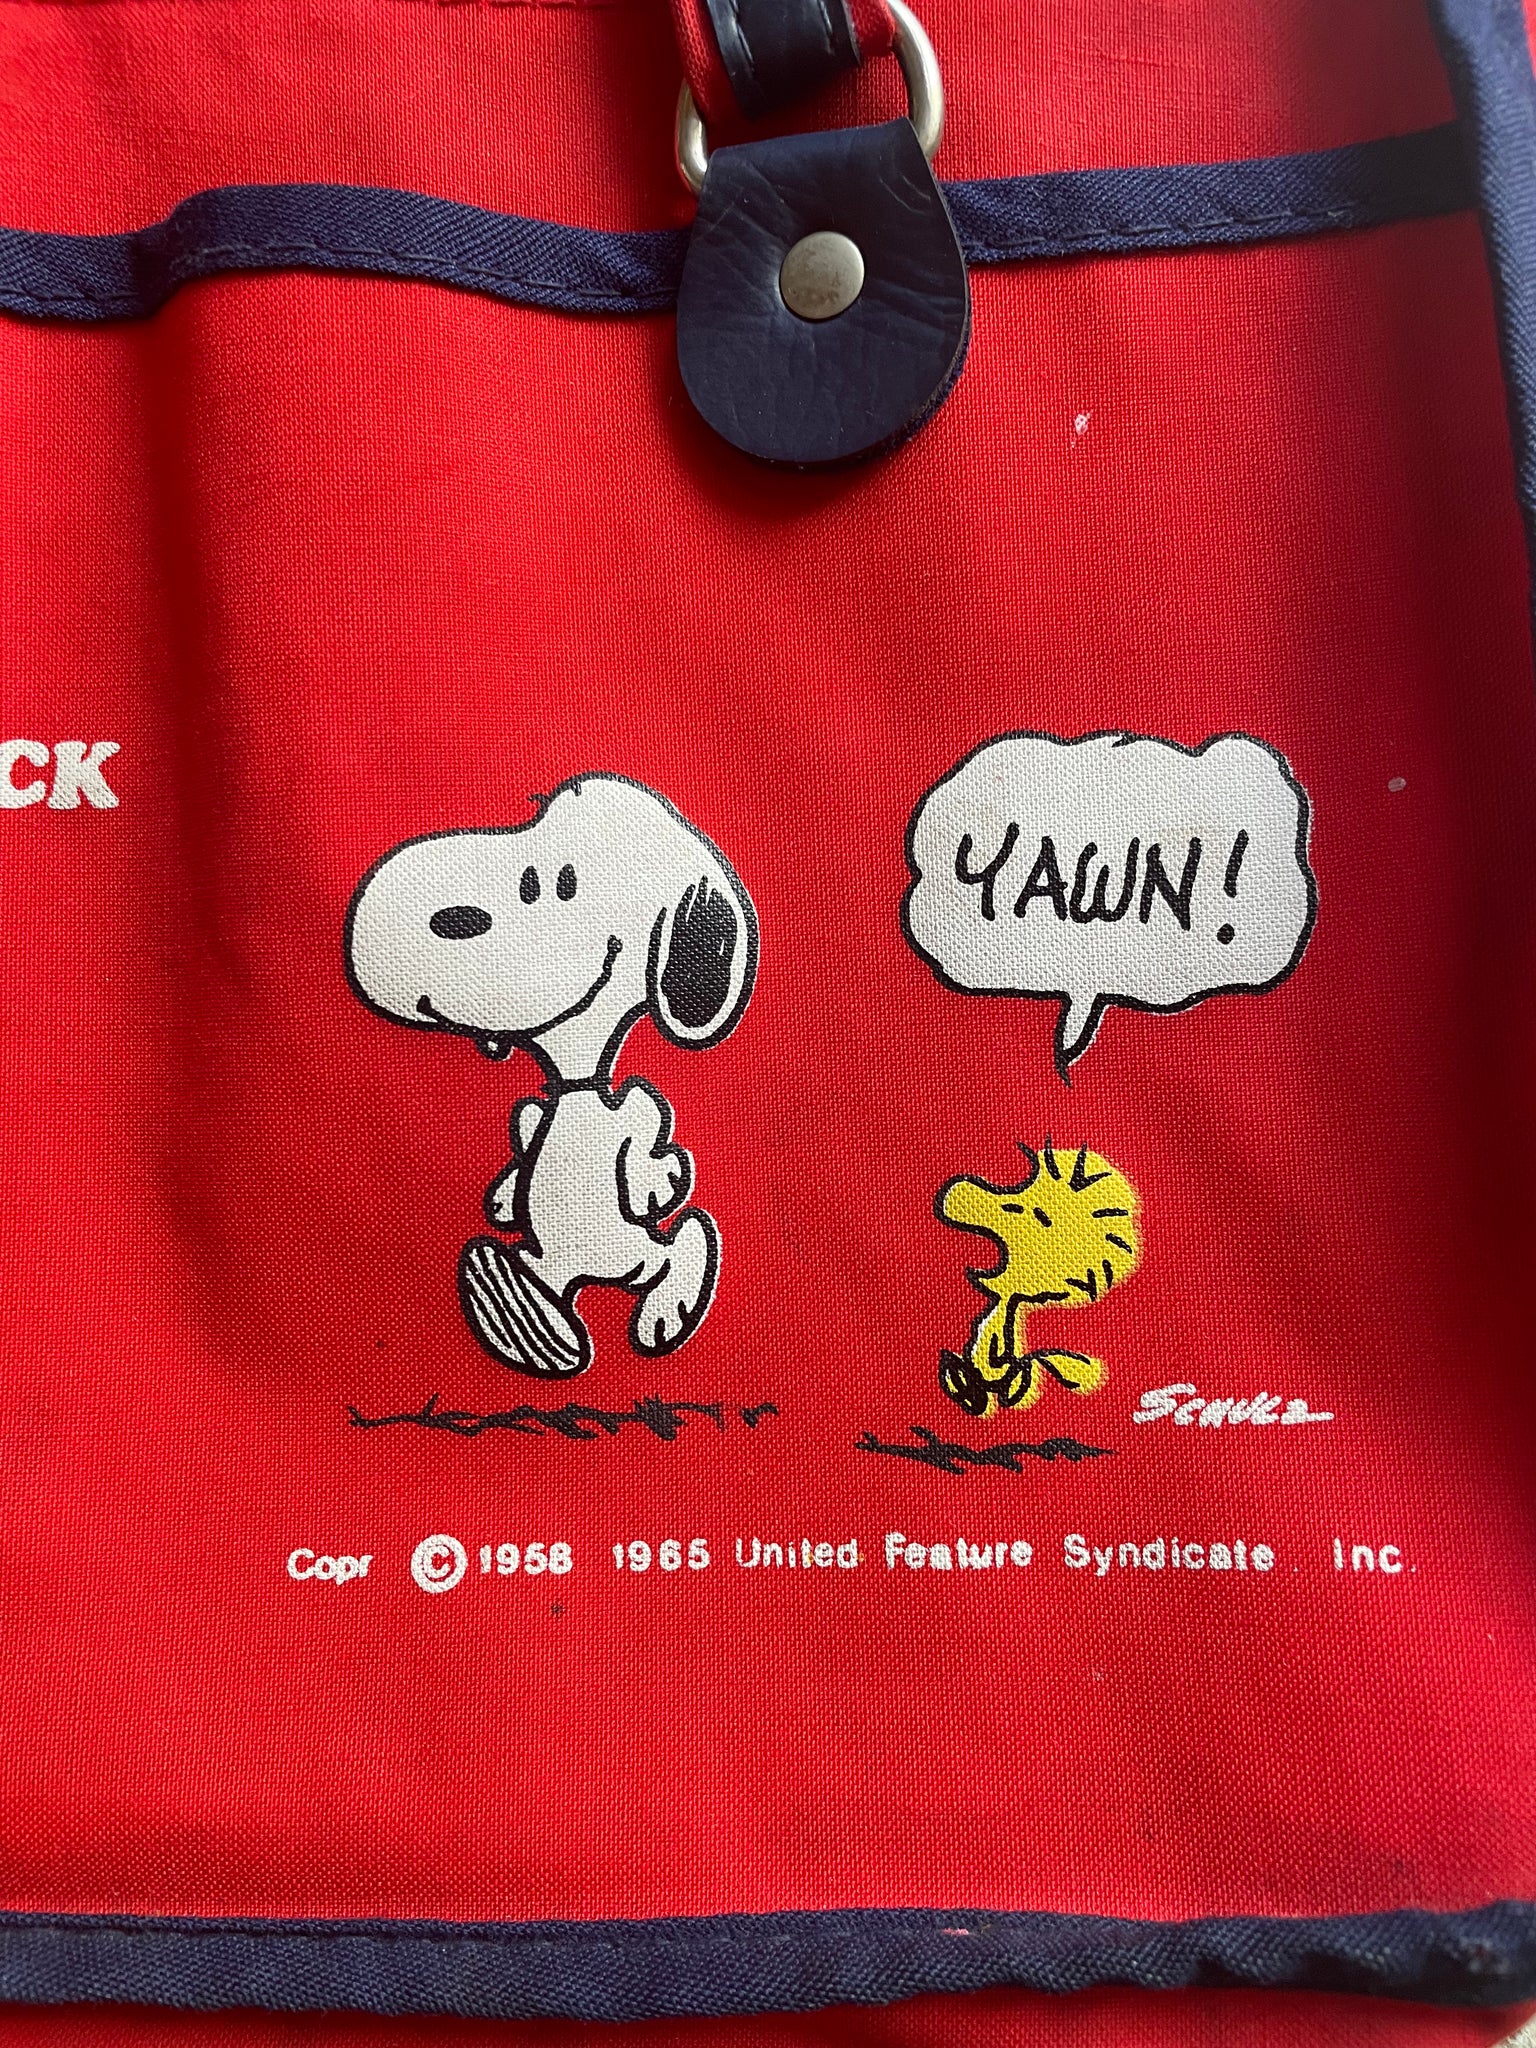 CK
YAWN!
SCHULZ
Copr © 1958 1965 United Feature Syndicate. Inc.